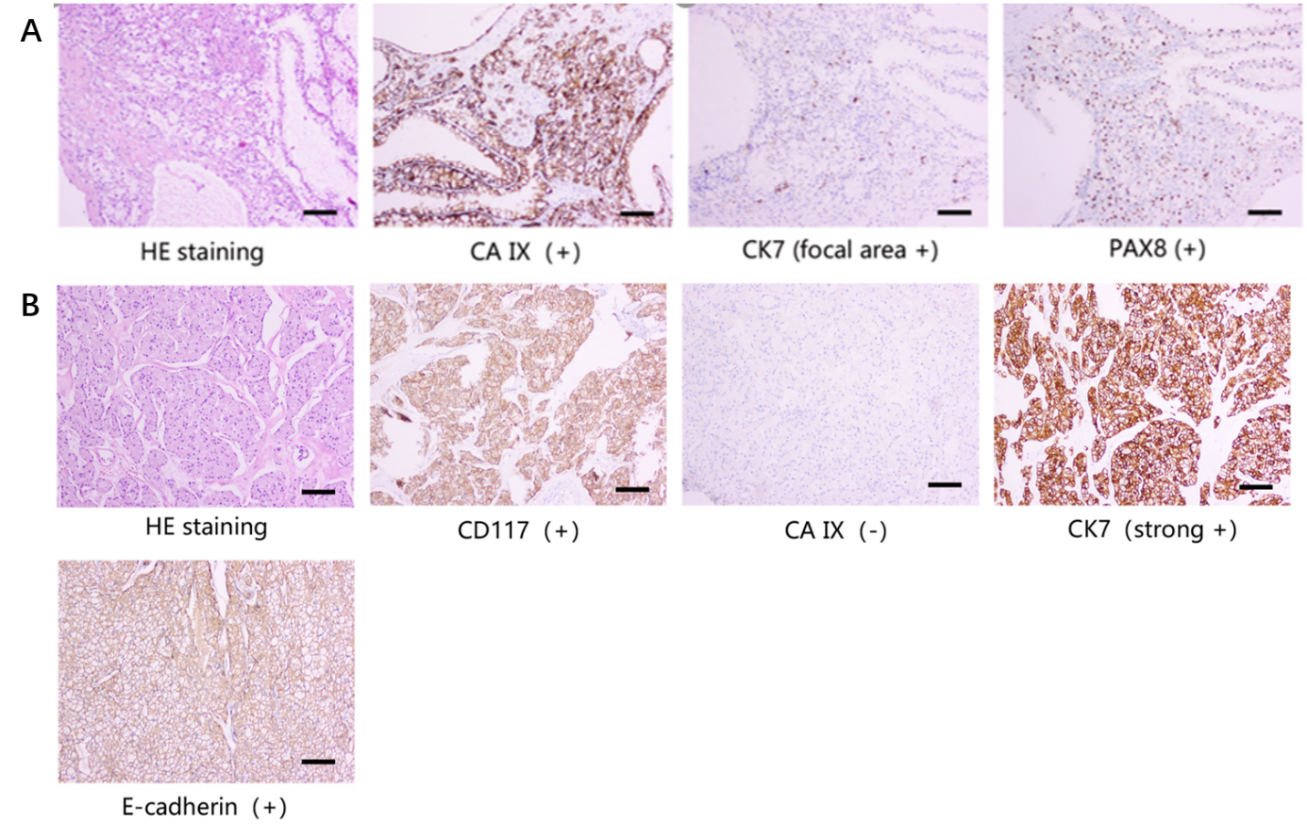 A
HE staining
CA IX (+)
CK7 (focal area +)
PAX8 (+)
B
HE staining
CD117 (+)
CA IX (-)
CK7 (strong +)
E-cadherin (+)